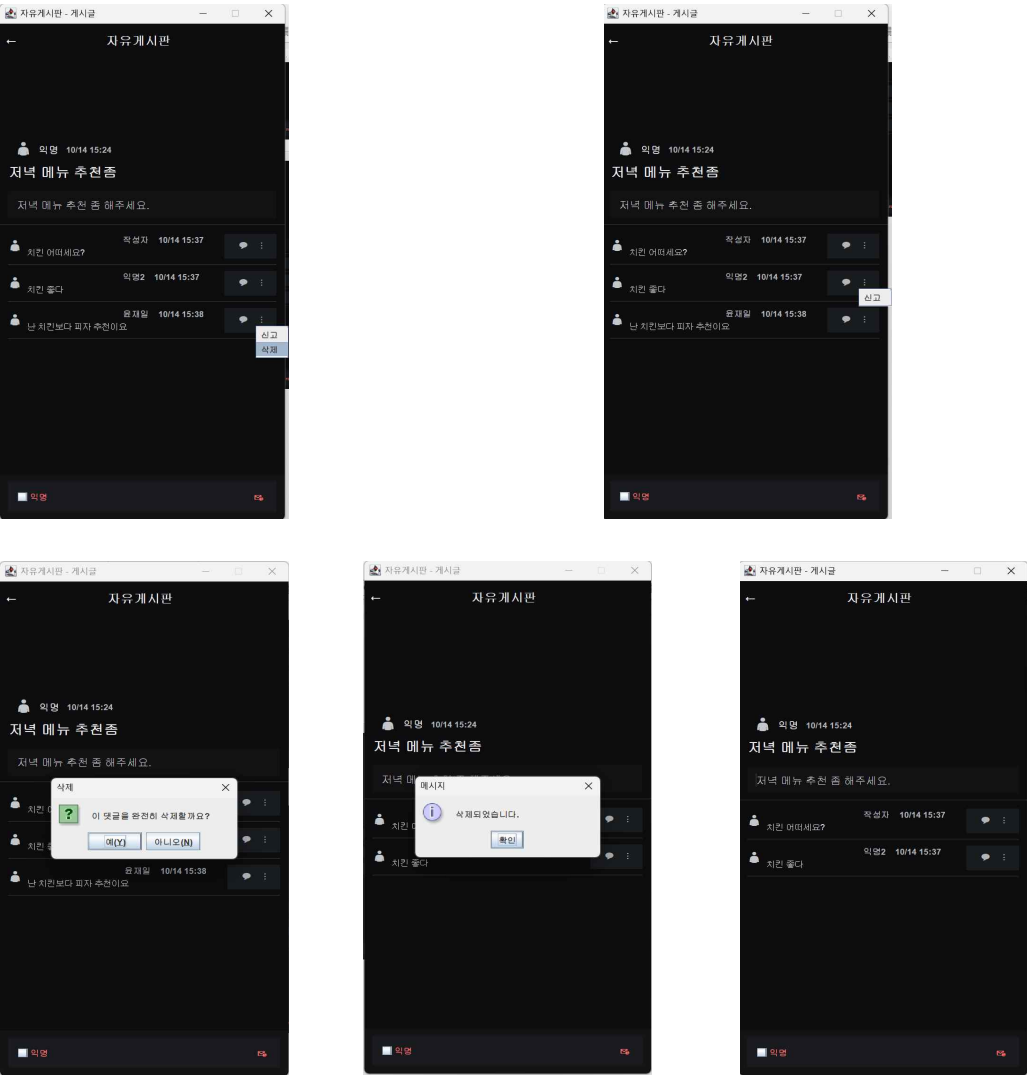 자유게시판 - 게시글
자유게시판
익명 10/14 15:24
저녁 메뉴 추천좀
저녁 메뉴 추천 좀 해주세요.
작성자 10/14 15:37
치킨 어떠세요?
익명2 10/14 15:37
치킨 좋다
윤재일 10/14 15:38
난 치킨보다 피자 추천이요
신고
삭제
익명
자유게시판 - 게시글
자유게시판
익명 10/14 15:24
저녁 메뉴 추천좀
저녁 메뉴 추천 좀 해주세요.
작성자 10/14 15:37
치킨 어떠세요?
익명2 10/14 15:37
치킨 좋다
신고
윤재일 10/14 15:38
난 치킨보다 피자 추천이요
익명
자유게시판 - 게시글
자유게시판
익명 10/14 15:24
저녁 메뉴 추천좀
저녁 메뉴 추천 좀 해주세요.
삭제
치킨
이 댓글을 완전히 삭제할까요?
예(Y) 아니오(N)
치킨
윤재일 10/14 15:38
난 치킨보다 피자 추천이요
익명
자유게시판 - 게시글
자유게시판
익명 10/14 15:24
저녁 메뉴 추천좀
저녁
메시지
삭제되었습니다.
치킨
확인
치킨 좋다
익명
자유게시판 - 게시글
자유게시판
익명 10/14 15:24
저녁 메뉴 추천좀
저녁 메뉴 추천 좀 해주세요.
작성자 10/14 15:37
치킨 어떠세요?
익명2 10/14 15:37
치킨 좋다
익명